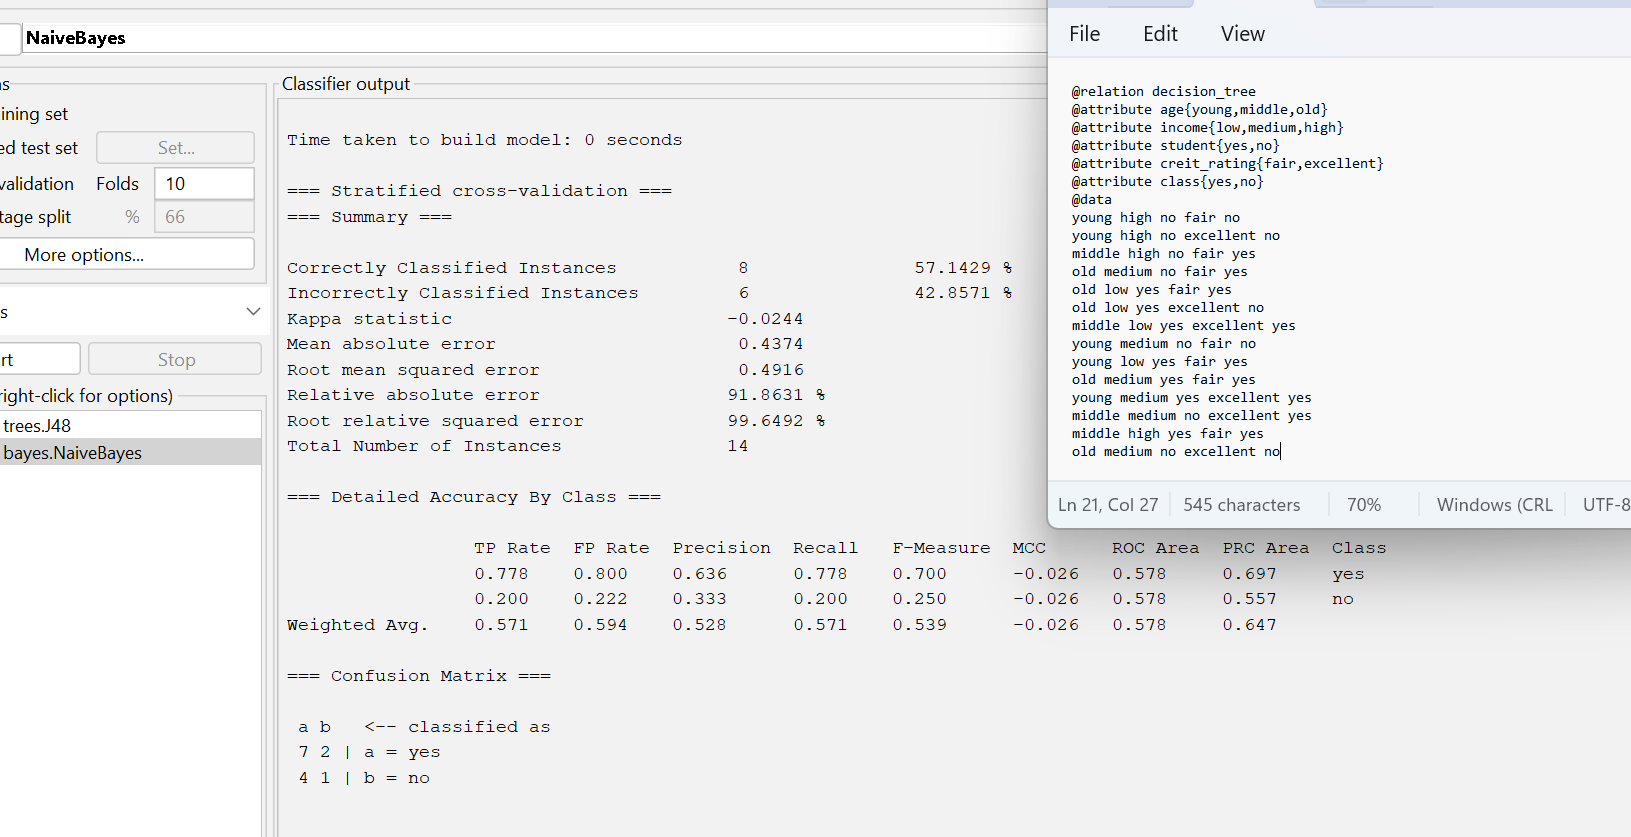 NaiveBayes
File Edit View
s
Classifier output
ining set
ed test set Set...
validation Folds 10
tage split % 66
More options...
s
rt Stop
right-click for options)
trees.J48
bayes.NaiveBayes
Time taken to build model: 0 seconds
=== Stratified cross-validation ===
=== Summary ===
Correctly Classified Instances 8 57.1429 %
Incorrectly Classified Instances 6 42.8571 %
Kappa statistic -0.0244
Mean absolute error 0.4374
Root mean squared error 0.4916
Relative absolute error 91.8631 %
Root relative squared error 99.6492 %
Total Number of Instances 14
=== Detailed Accuracy By Class ===
TP Rate FP Rate Precision Recall F-Measure MCC ROC Area PRC Area Class
0.778 0.800 0.636 0.778 0.700 -0.026 0.578 0.697 yes
0.200 0.222 0.333 0.200 0.250 -0.026 0.578 0.557 no
Weighted Avg. 0.571 0.594 0.528 0.571 0.539 -0.026 0.578 0.647
=== Confusion Matrix ===
a b <-- classified as
7 2 | a = yes
4 1 | b = no
@relation decision_tree
@attribute age{young,middle,old}
@attribute income{low,medium,high}
@attribute student{yes,no}
@attribute creit_rating{fair,excellent}
@attribute class{yes,no}
@data
young high no fair no
young high no excellent no
middle high no fair yes
old medium no fair yes
old low yes fair yes
old low yes excellent no
middle low yes excellent yes
young medium no fair no
young low yes fair yes
old medium yes fair yes
young medium yes excellent yes
middle medium no excellent yes
middle high yes fair yes
old medium no excellent no
Ln 21, Col 27 545 characters 70% Windows (CRL UTF-8